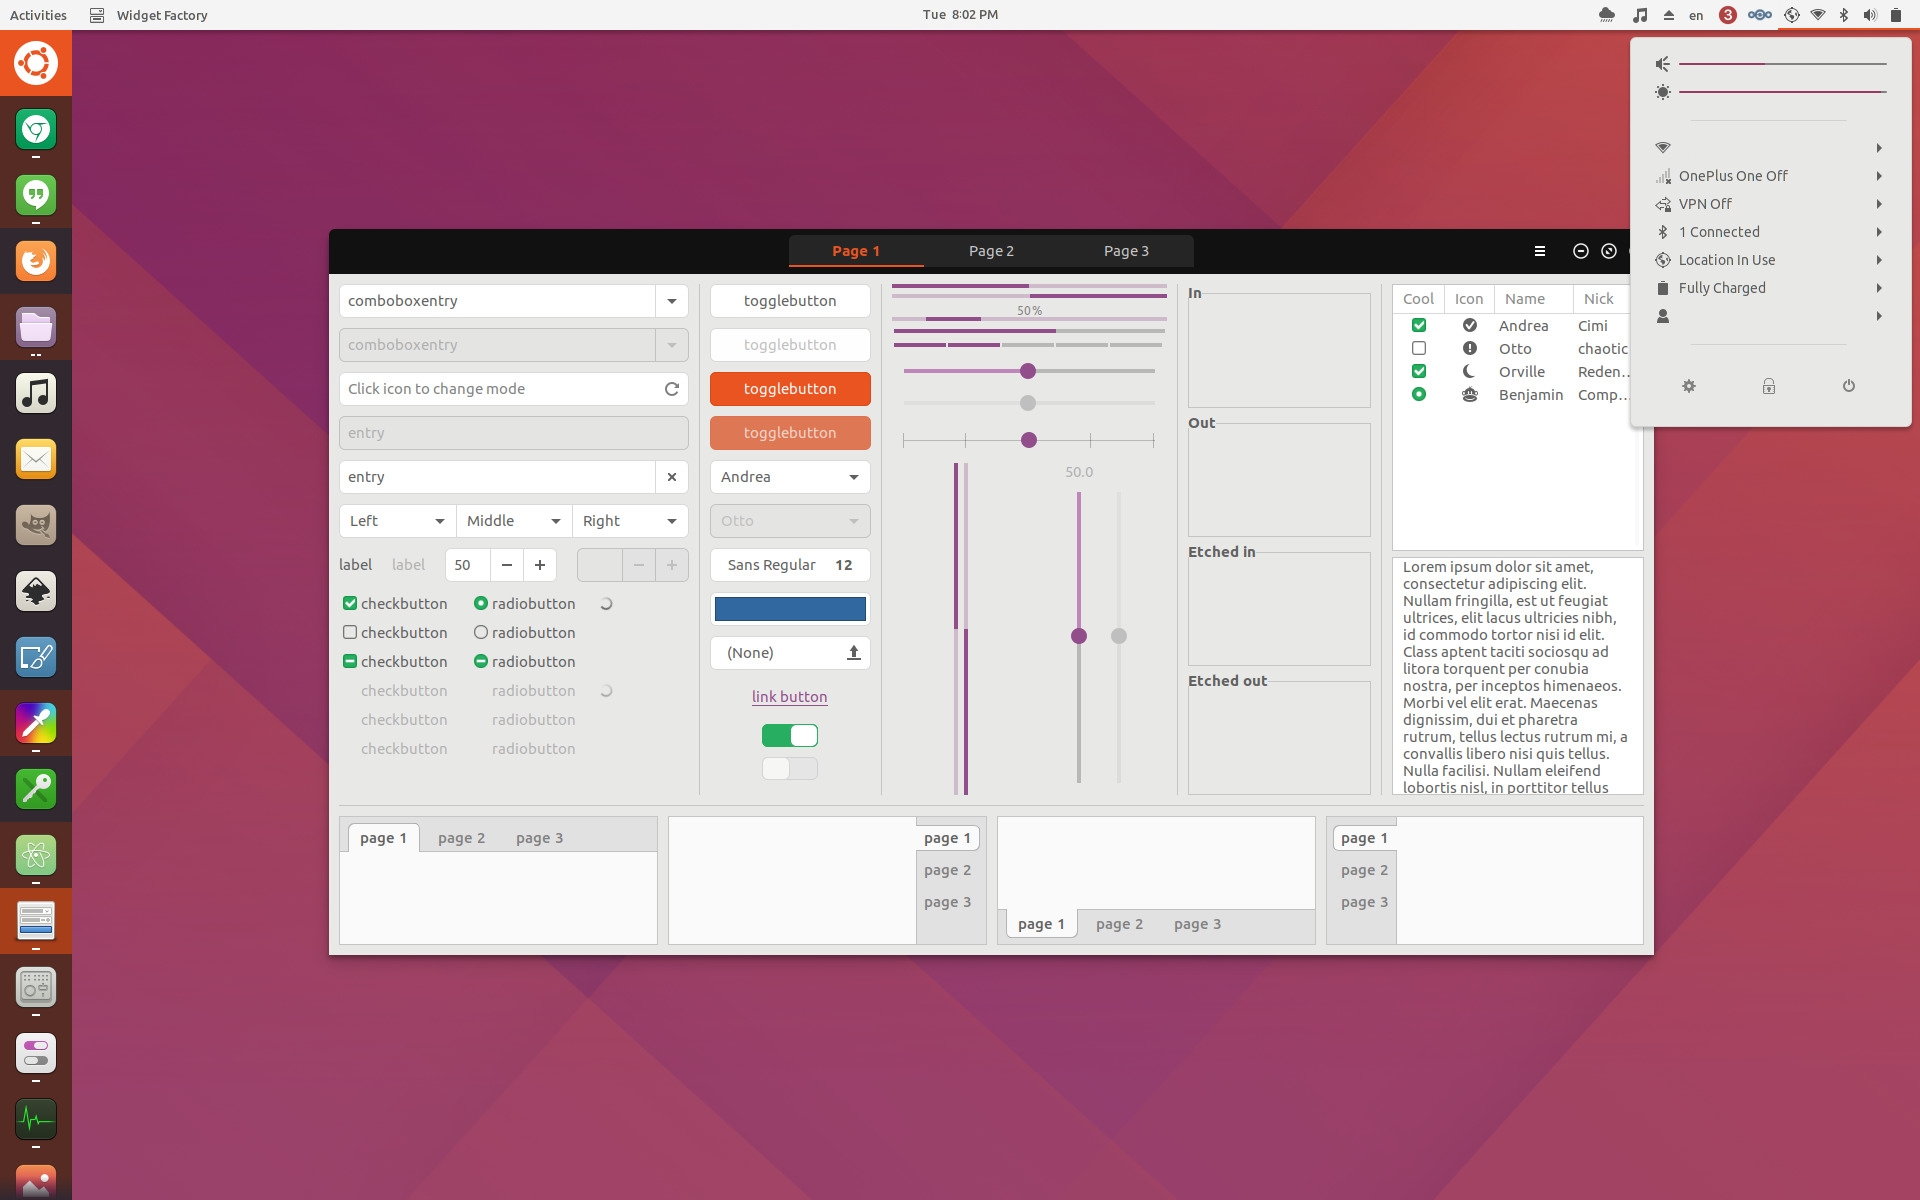 Activities Widget Factory Tue 8:02 PM en 3
OnePlus One Off
VPN Off
1 Connected
Location In Use
Fully Charged
Page 1 Page 2 Page 3
comboboxentry
comboboxentry
Click icon to change mode
entry
entry
Left Middle Right
label label 50
checkbutton radiobutton
checkbutton radiobutton
checkbutton radiobutton
checkbutton radiobutton
checkbutton radiobutton
checkbutton radiobutton
togglebutton
togglebutton
togglebutton
togglebutton
Andrea
Otto
Sans Regular 12
(None)
link button
50 %
50.0
In
Out
Etched in
Etched out
Cool Icon Name Nick
Andrea Cimi
Otto chaotic
Orville Reden…
Benjamin Comp…
Lorem ipsum dolor sit amet,
consectetur adipiscing elit.
Nullam fringilla, est ut feugiat
ultrices, elit lacus ultricies nibh,
id commodo tortor nisi id elit.
Class aptent taciti sociosqu ad
litora torquent per conubia
nostra, per inceptos himenaeos.
Morbi vel elit erat. Maecenas
dignissim, dui et pharetra
rutrum, tellus lectus rutrum mi, a
convallis libero nisi quis tellus.
Nulla facilisi. Nullam eleifend
lobortis nisl, in porttitor tellus
page 1 page 2 page 3
page 1
page 2
page 3
page 1 page 2 page 3
page 1
page 2
page 3